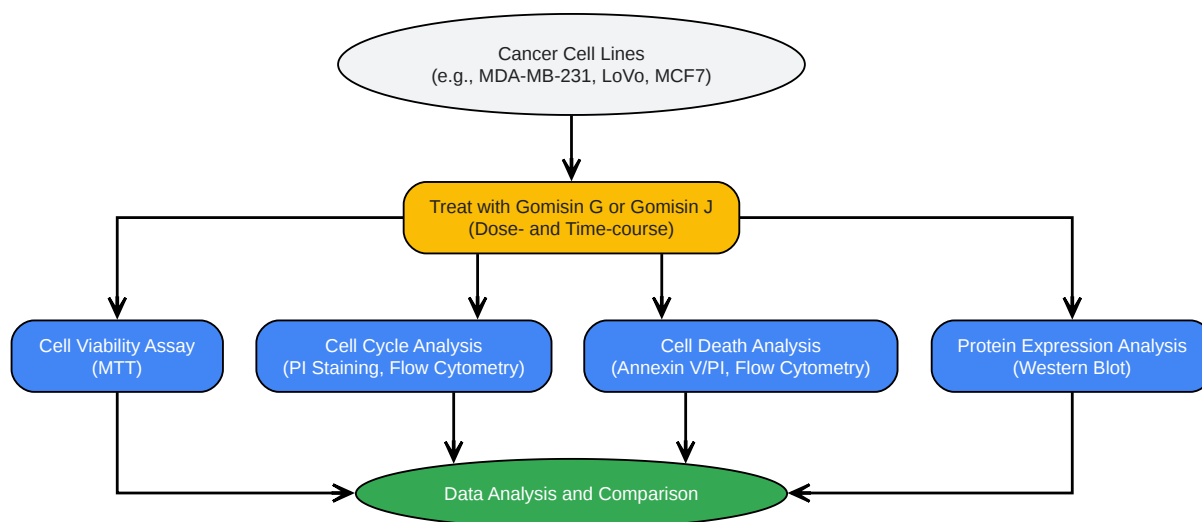 Cancer Cell Lines
(e.g., MDA-MB-231, LoVo, MCF7)
Treat with Gomisin G or Gomisin J
(Dose- and Time-course)
Cell Viability Assay
(MTT)
Cell Cycle Analysis
(PI Staining, Flow Cytometry)
Cell Death Analysis
(Annexin V/PI, Flow Cytometry)
Protein Expression Analysis
(Western Blot)
Data Analysis and Comparison